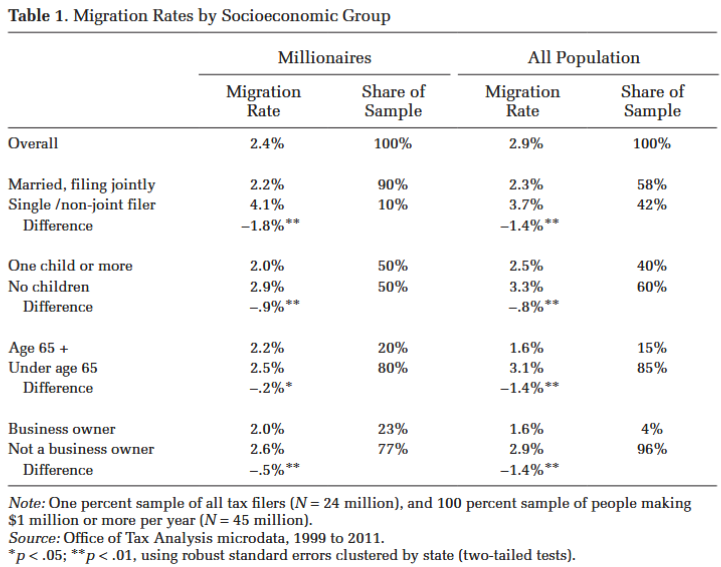 Table 1. Migration Rates by Socioeconomic Group
Millionaires All Population
Migration Rate Share of Sample Migration Rate Share of Sample
Overall 2.4% 100% 2.9% 100%
Married, filing jointly 2.2% 90% 2.3% 58%
Single /non-joint filer 4.1% 10% 3.7% 42%
Difference –1.8%** –1.4%**
One child or more 2.0% 50% 2.5% 40%
No children 2.9% 50% 3.3% 60%
Difference –.9%** –.8%**
Age 65 + 2.2% 20% 1.6% 15%
Under age 65 2.5% 80% 3.1% 85%
Difference –.2%* –1.4%**
Business owner 2.0% 23% 1.6% 4%
Not a business owner 2.6% 77% 2.9% 96%
Difference –.5%** –1.4%**
Note: One percent sample of all tax filers (N = 24 million), and 100 percent sample of people making
$1 million or more per year (N = 45 million).
Source: Office of Tax Analysis microdata, 1999 to 2011.
*p < .05; **p < .01, using robust standard errors clustered by state (two-tailed tests).